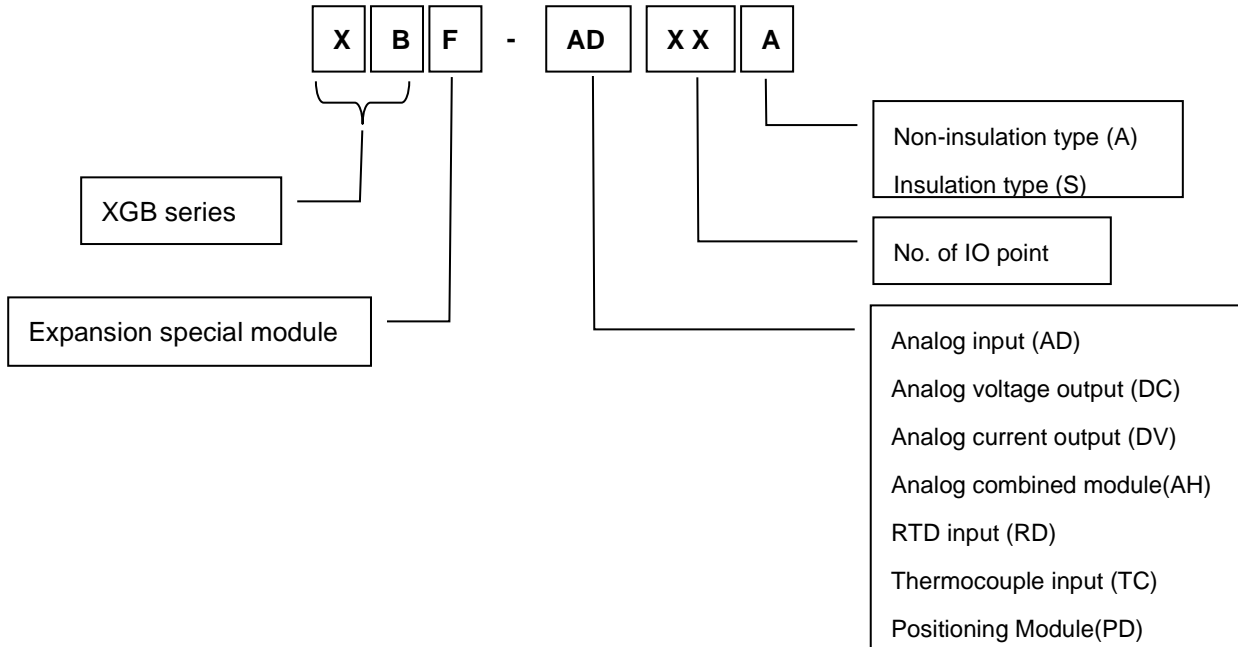 X B F - AD X X A
Non-insulation type (A)
Insulation type (S)
XGB series
No. of IO point
Expansion special module
Analog input (AD)
Analog voltage output (DC)
Analog current output (DV)
Analog combined module(AH)
RTD input (RD)
Thermocouple input (TC)
Positioning Module(PD)